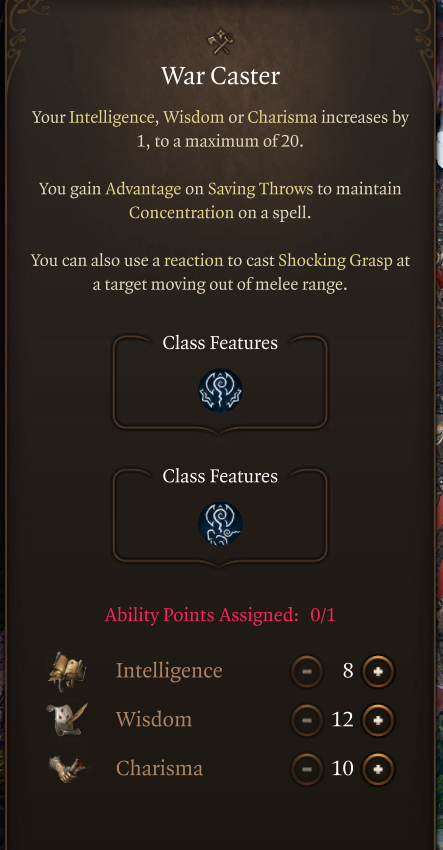 War Caster
Your Intelligence, Wisdom or Charisma increases by
1, to a maximum of 20.
You gain Advantage on Saving Throws to maintain
Concentration on a spell.
You can also use a reaction to cast Shocking Grasp at
a target moving out of melee range.
Class Features
Class Features
Ability Points Assigned: 0/1
Intelligence - 8 +
Wisdom - 12 +
Charisma - 10 +